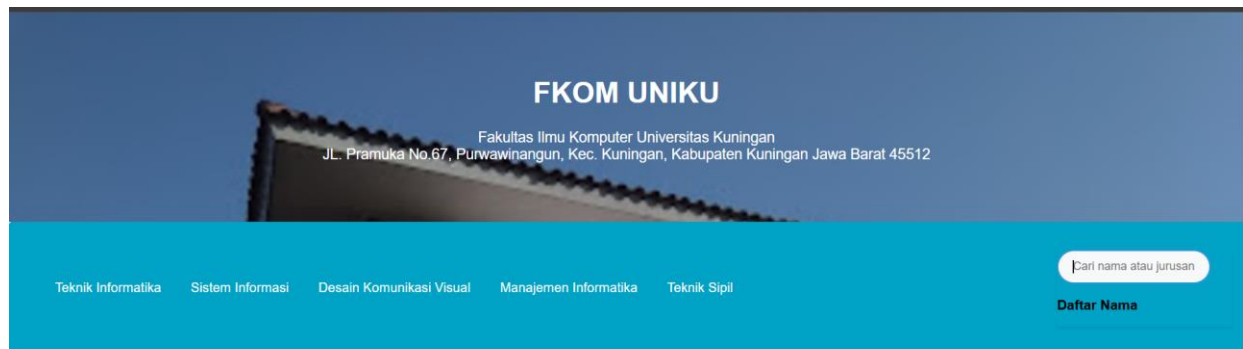 FKOM UNIKU
Fakultas Ilmu Komputer Universitas Kuningan
JL. Pramuka No.67, Purwawinangun, Kec. Kuningan, Kabupaten Kuningan Jawa Barat 45512
Teknik Informatika Sistem Informasi Desain Komunikasi Visual Manajemen Informatika Teknik Sipil
Cari nama atau jurusan
Daftar Nama